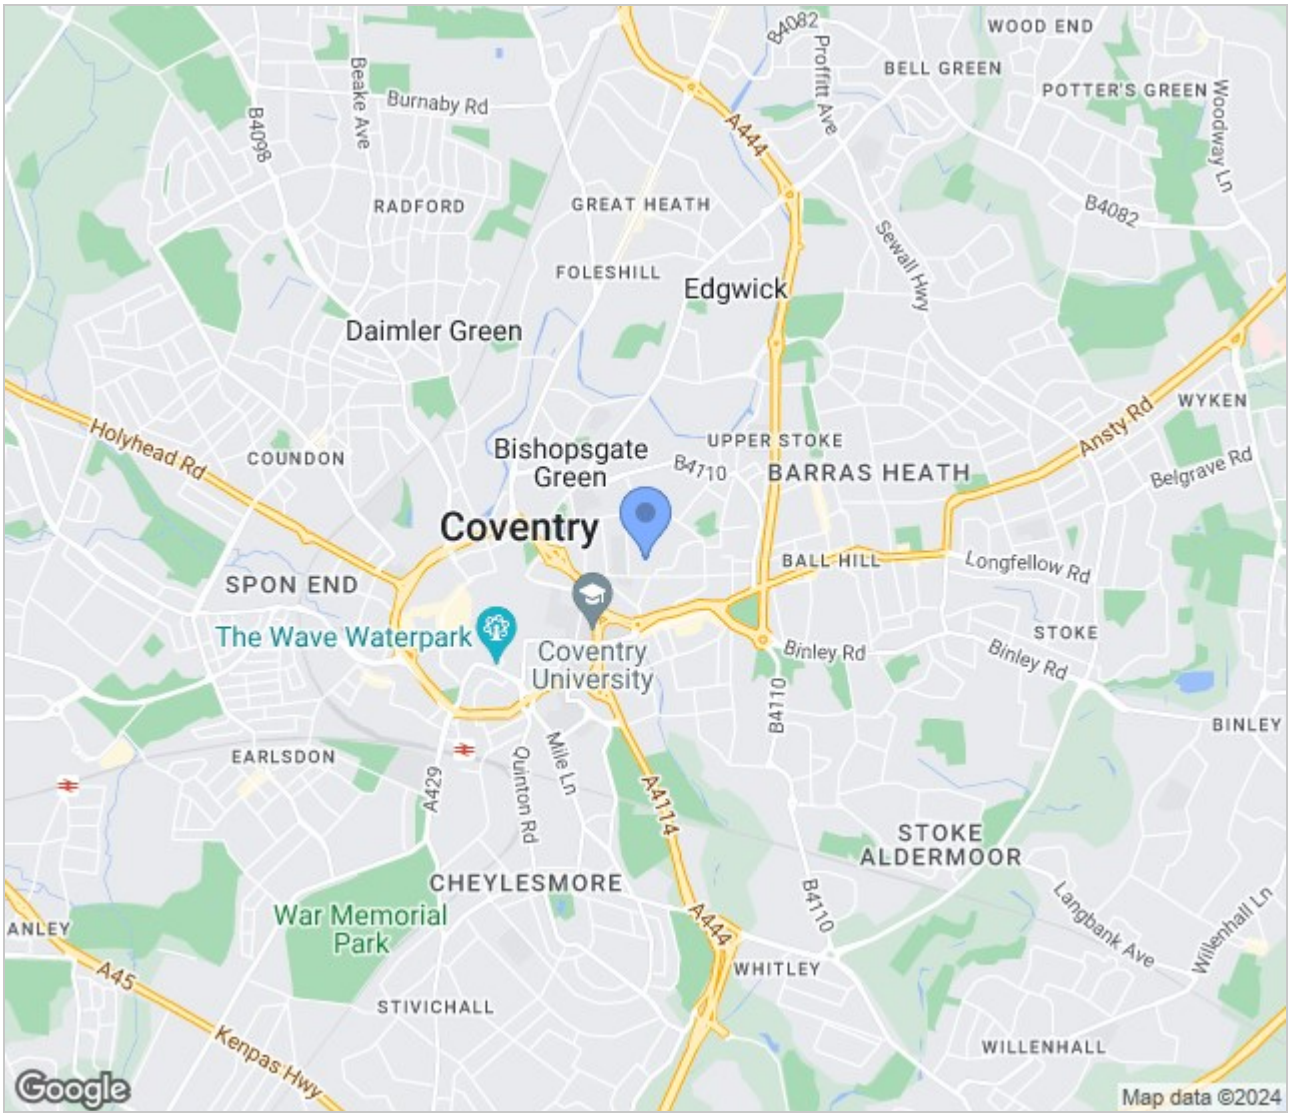 B4082
WOOD END
BELL GREEN
Proffitt Ave
POTTER'S GREEN
Beake Ave
Burnaby Rd
B4098
A444
Woodway Ln
RADFORD
GREAT HEATH
B4082
Sewall Hwy
FOLESHILL
Edgwick
Daimler Green
WYKEN
Ansty Rd
Holyhead Rd
COUNDON
Bishopsgate
Green
UPPER STOKE
B4710
BARRAS HEATH
Belgrave Rd
Coventry
BALL HILL
Longfellow Rd
SPON END
The Wave Waterpark
Coventry
University
STOKE
Binley Rd
Binley Rd
B4110
BINLEY
EARLSDON
Mile Ln
Quinton Rd
A429
A4114
STOKE
ALDERMOOR
CHEYLESMORE
War Memorial
Park
B4110
Langbank Ave
Willenhall Ln
ANLEY
A444
A45
WHITLEY
STIVICHALL
Kenpas Hwy
WILLENHALL
Google
Map data ©2024